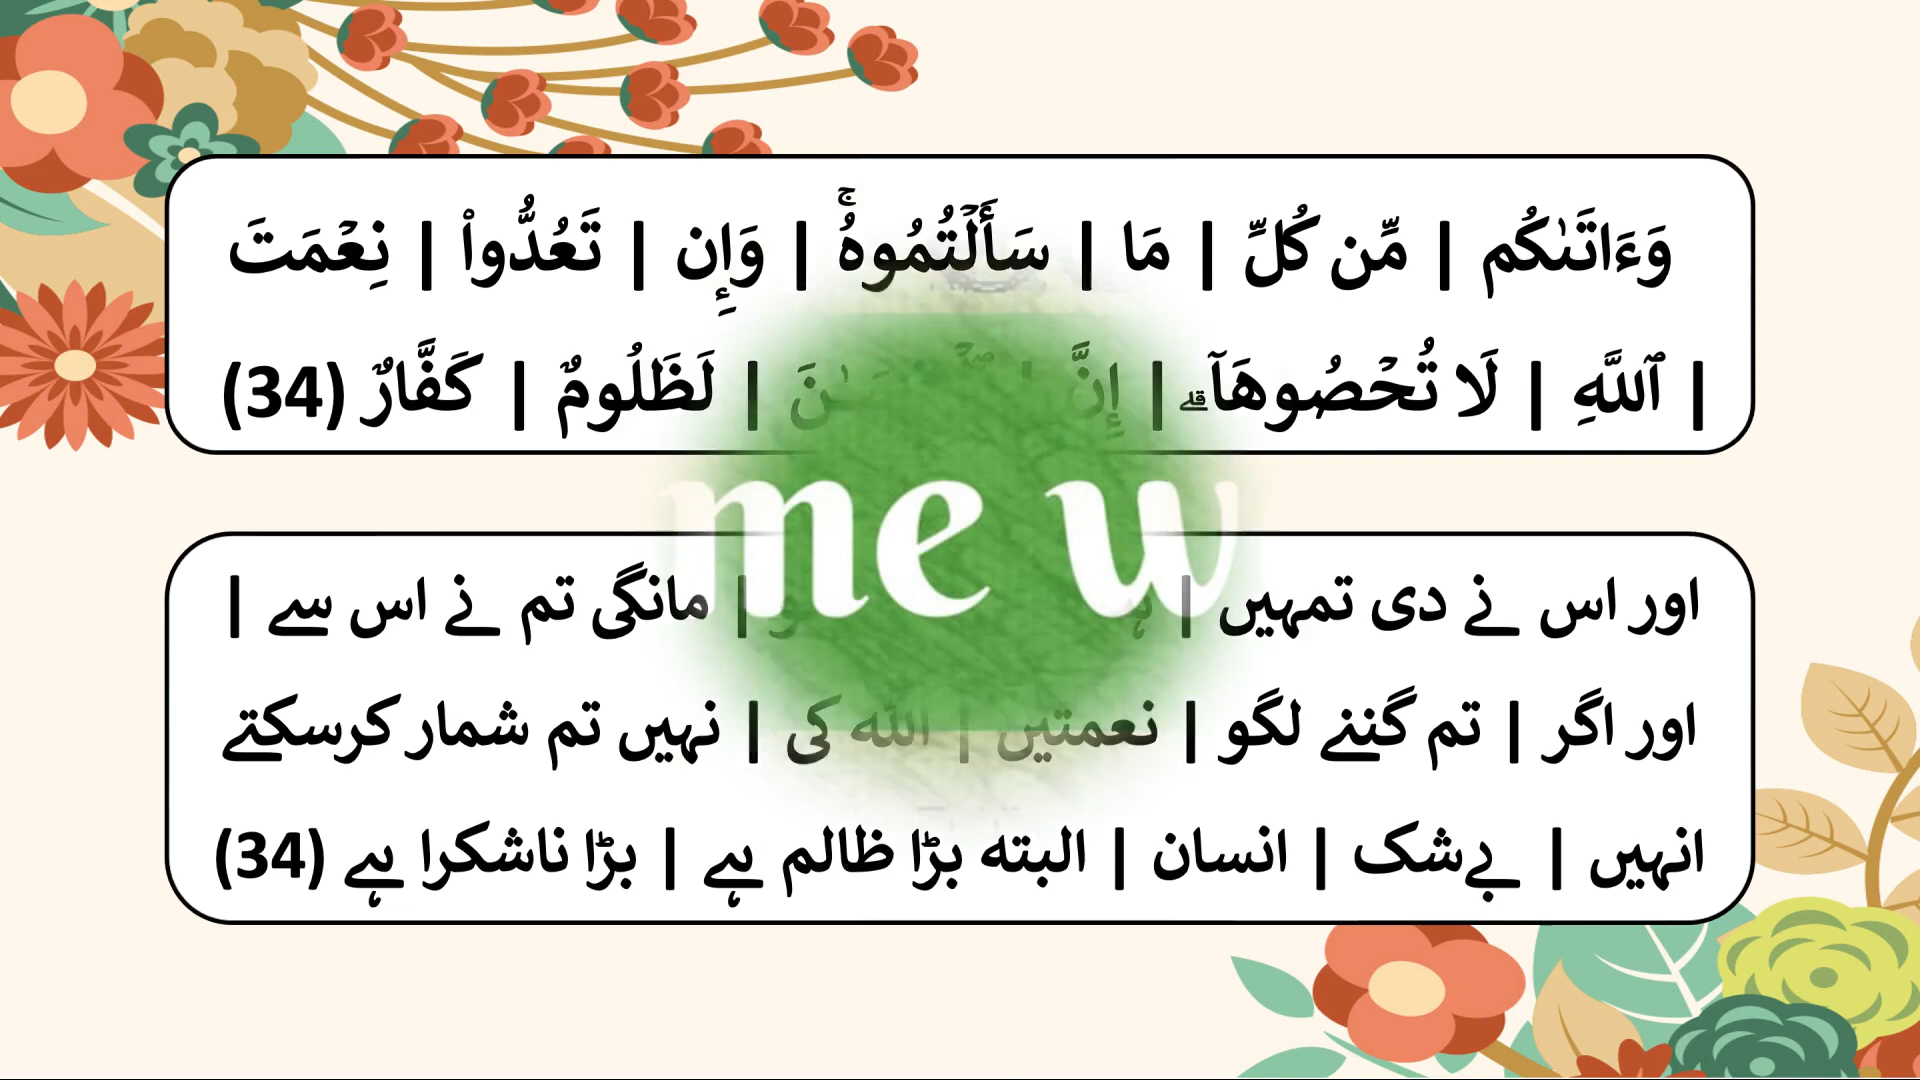 وَءَاتَىٰكُم | مِّن كُلِّ | مَا | سَأَلۡتُمُوهُۚ | وَإِن | تَعُدُّواْ | نِعۡمَتَ
| ٱللَّهِ | لَا تُحۡصُوهَآۗ | إِنَّ | | لَظَلُومٌ | كَفَّارٌ (34)
me w
اور اس نے دی تمہیں | | مانگی تم نے اس سے |
اور اگر | تم گننے لگو | نعمتیں | اللہ کی | نہیں تم شمار کرسکتے
انہیں | بےشک | انسان | البتہ بڑا ظالم ہے | بڑا ناشکرا ہے (34)